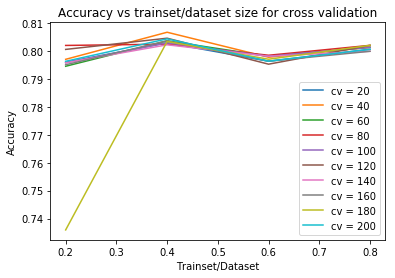 Accuracy vs trainset/dataset size for cross validation
0.81
0.80
0.79
0.78
0.77
0.76
0.75
0.74
Accuracy
cv = 20
cv = 40
cv = 60
cv = 80
cv = 100
cv = 120
cv = 140
cv = 160
cv = 180
cv = 200
0.2 0.3 0.4 0.5 0.6 0.7 0.8
Trainset/Dataset